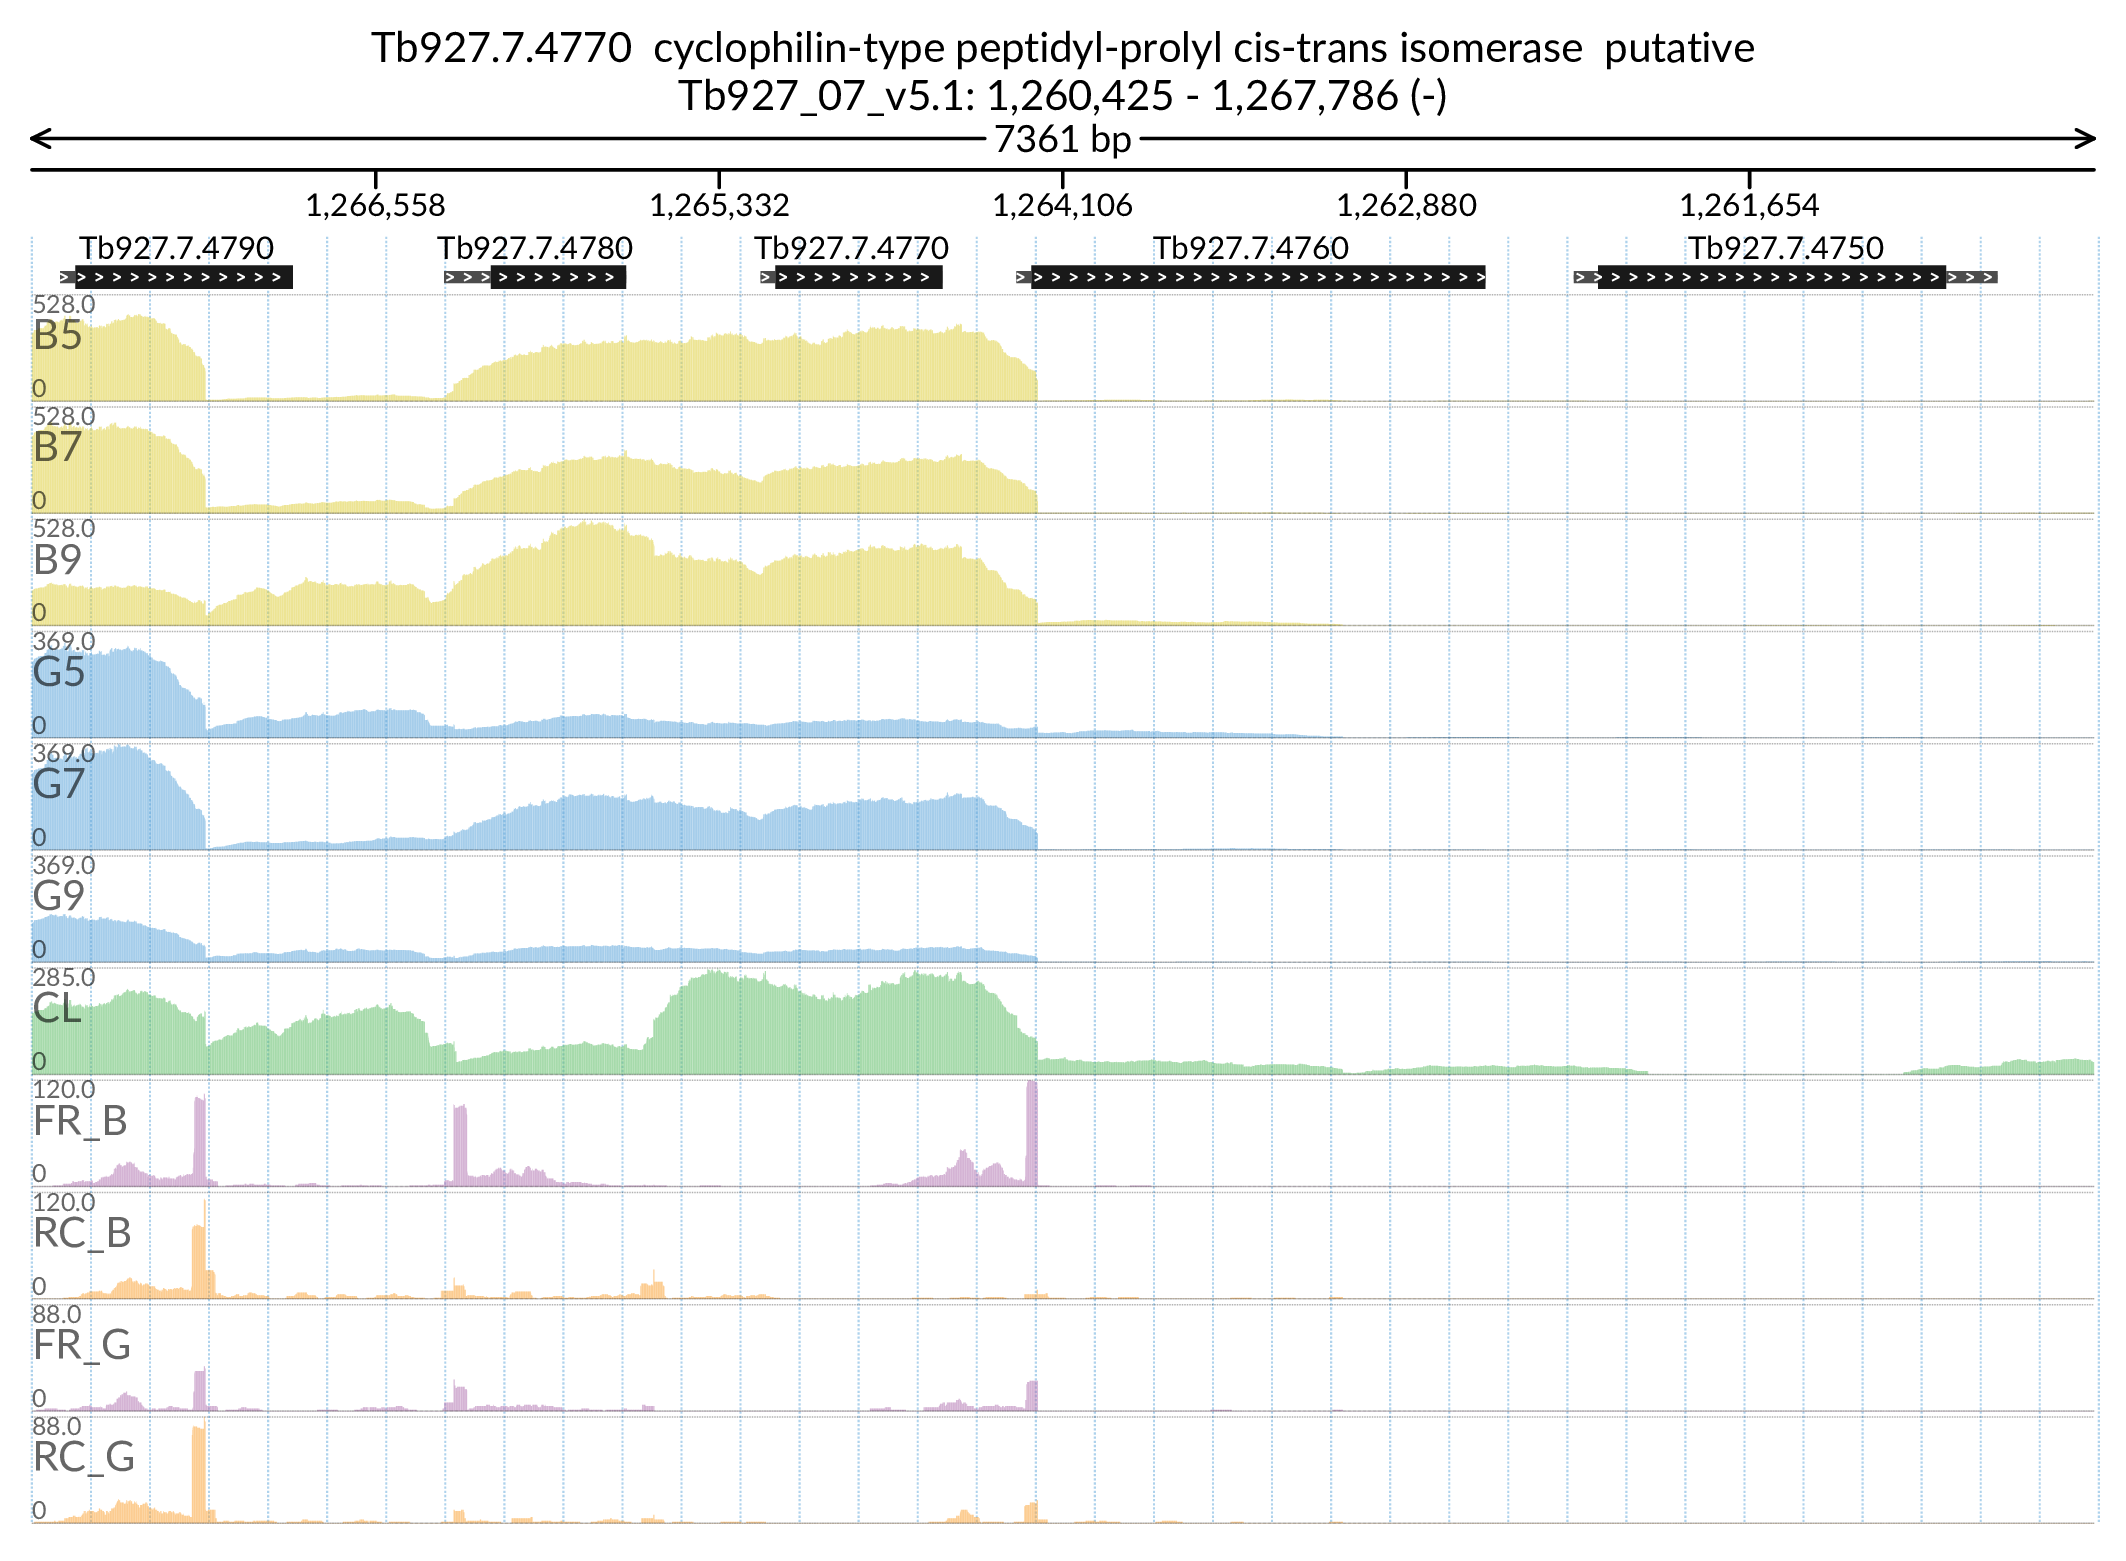 Tb927.7.4770  cyclophilin-type peptidyl-prolyl cis-trans isomerase  putative
Tb927_07_v5.1: 1,260,425 - 1,267,786 (-)
7361 bp
1,266,558 1,265,332 1,264,106 1,262,880 1,261,654
Tb927.7.4790 Tb927.7.4780 Tb927.7.4770 Tb927.7.4760 Tb927.7.4750
528.0
B5
0
528.0
B7
0
528.0
B9
0
369.0
G5
0
369.0
G7
0
369.0
G9
0
285.0
CL
0
120.0
FR_B
0
120.0
RC_B
0
88.0
FR_G
0
88.0
RC_G
0